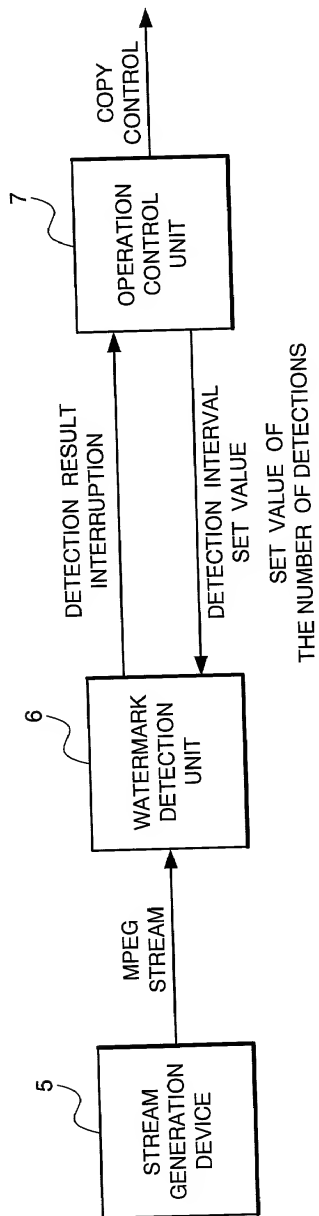 5
STREAM
GENERATION
DEVICE
MPEG
STREAM
6
WATERMARK
DETECTION
UNIT
DETECTION RESULT
INTERRUPTION
DETECTION INTERVAL
SET VALUE
SET VALUE OF
THE NUMBER OF DETECTIONS
7
OPERATION
CONTROL
UNIT
COPY
CONTROL